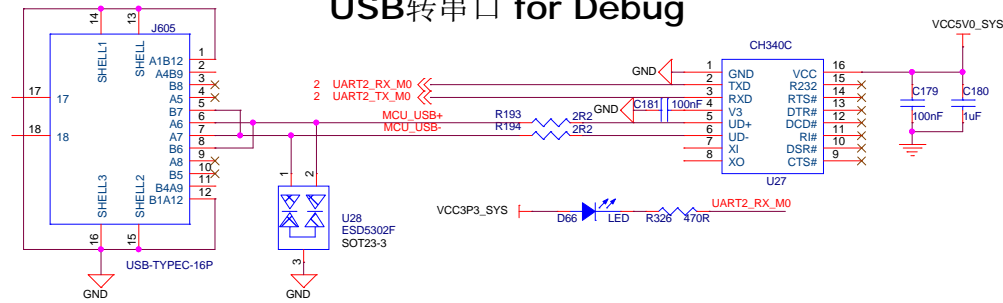 USB转串口 for Debug
J605
14
13
SHELL1
SHELL
A1B12
A4B9
B8
A5
B7
A6
A7
B6
A8
B5
B4A9
B1A12
1
2
3
4
5
6
7
8
9
10
11
12
17
17
18
18
SHELL3
SHELL2
16
15
USB-TYPEC-16P
GND
2 UART2_RX_M0
2 UART2_TX_M0
MCU_USB+
MCU_USB-
R193
2R2
R194
2R2
GND
GND
C181
100nF
1
2
U28
ESD5302F
SOT23-3
3
GND
CH340C
1 GND
2 TXD
3 RXD
4 V3
5 UD+
6 UD-
7 XI
8 XO
VCC 16
R232 15
RTS# 14
DTR# 13
DCD# 12
RI# 11
DSR# 10
CTS# 9
U27
VCC5V0_SYS
C179
100nF
C180
1uF
VCC3P3_SYS
D66
LED
R326
470R
UART2_RX_M0